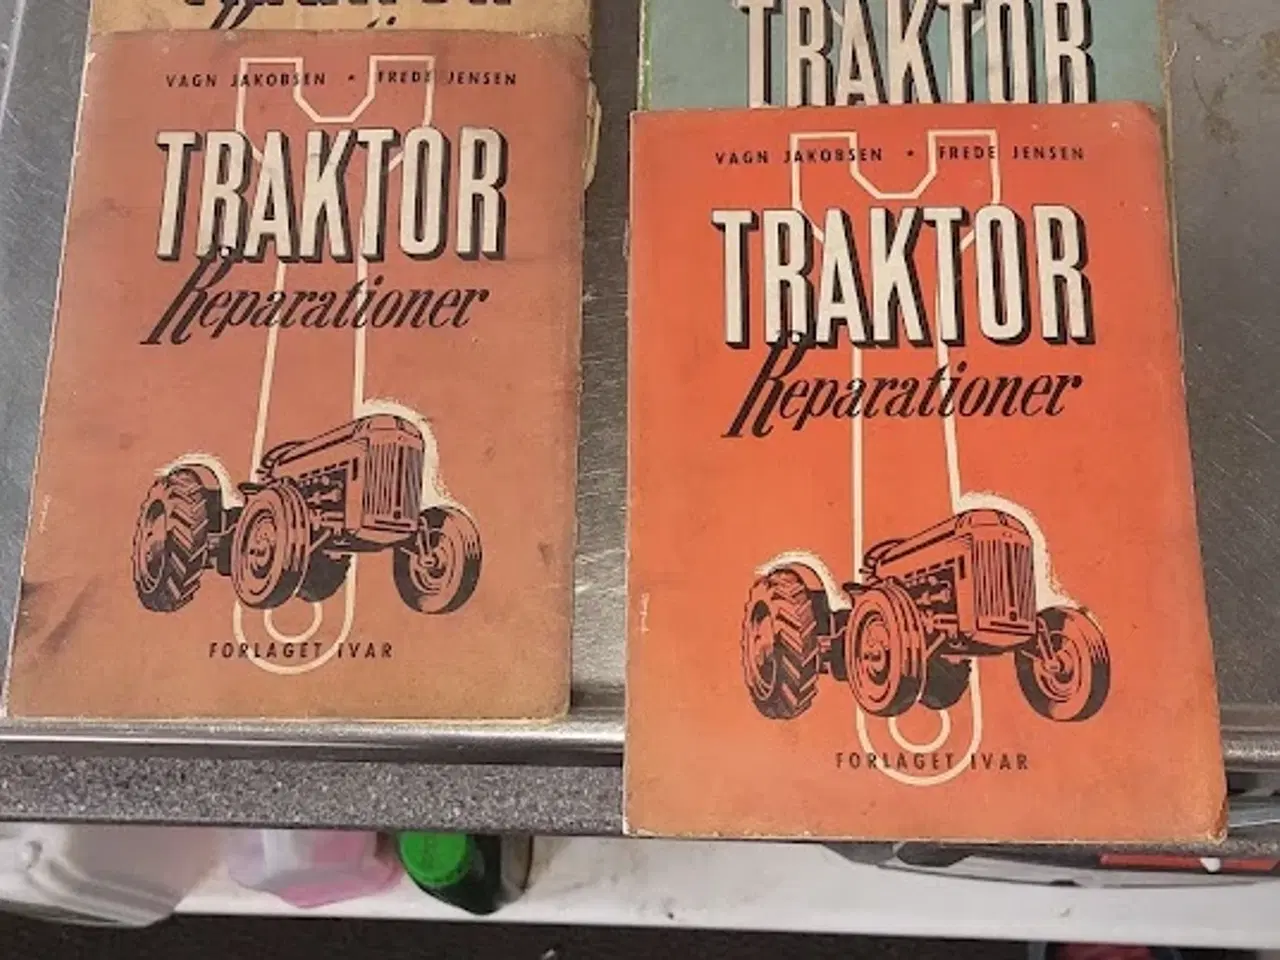 TRAKTOR
VAGN JAKOBSEN • FREDE JENSEN
TRAKTOR
Reparationer
FORLAGET IVAR
VAGN JAKOBSEN • FREDE JENSEN
TRAKTOR
Reparationer
FORLAGET IVAR